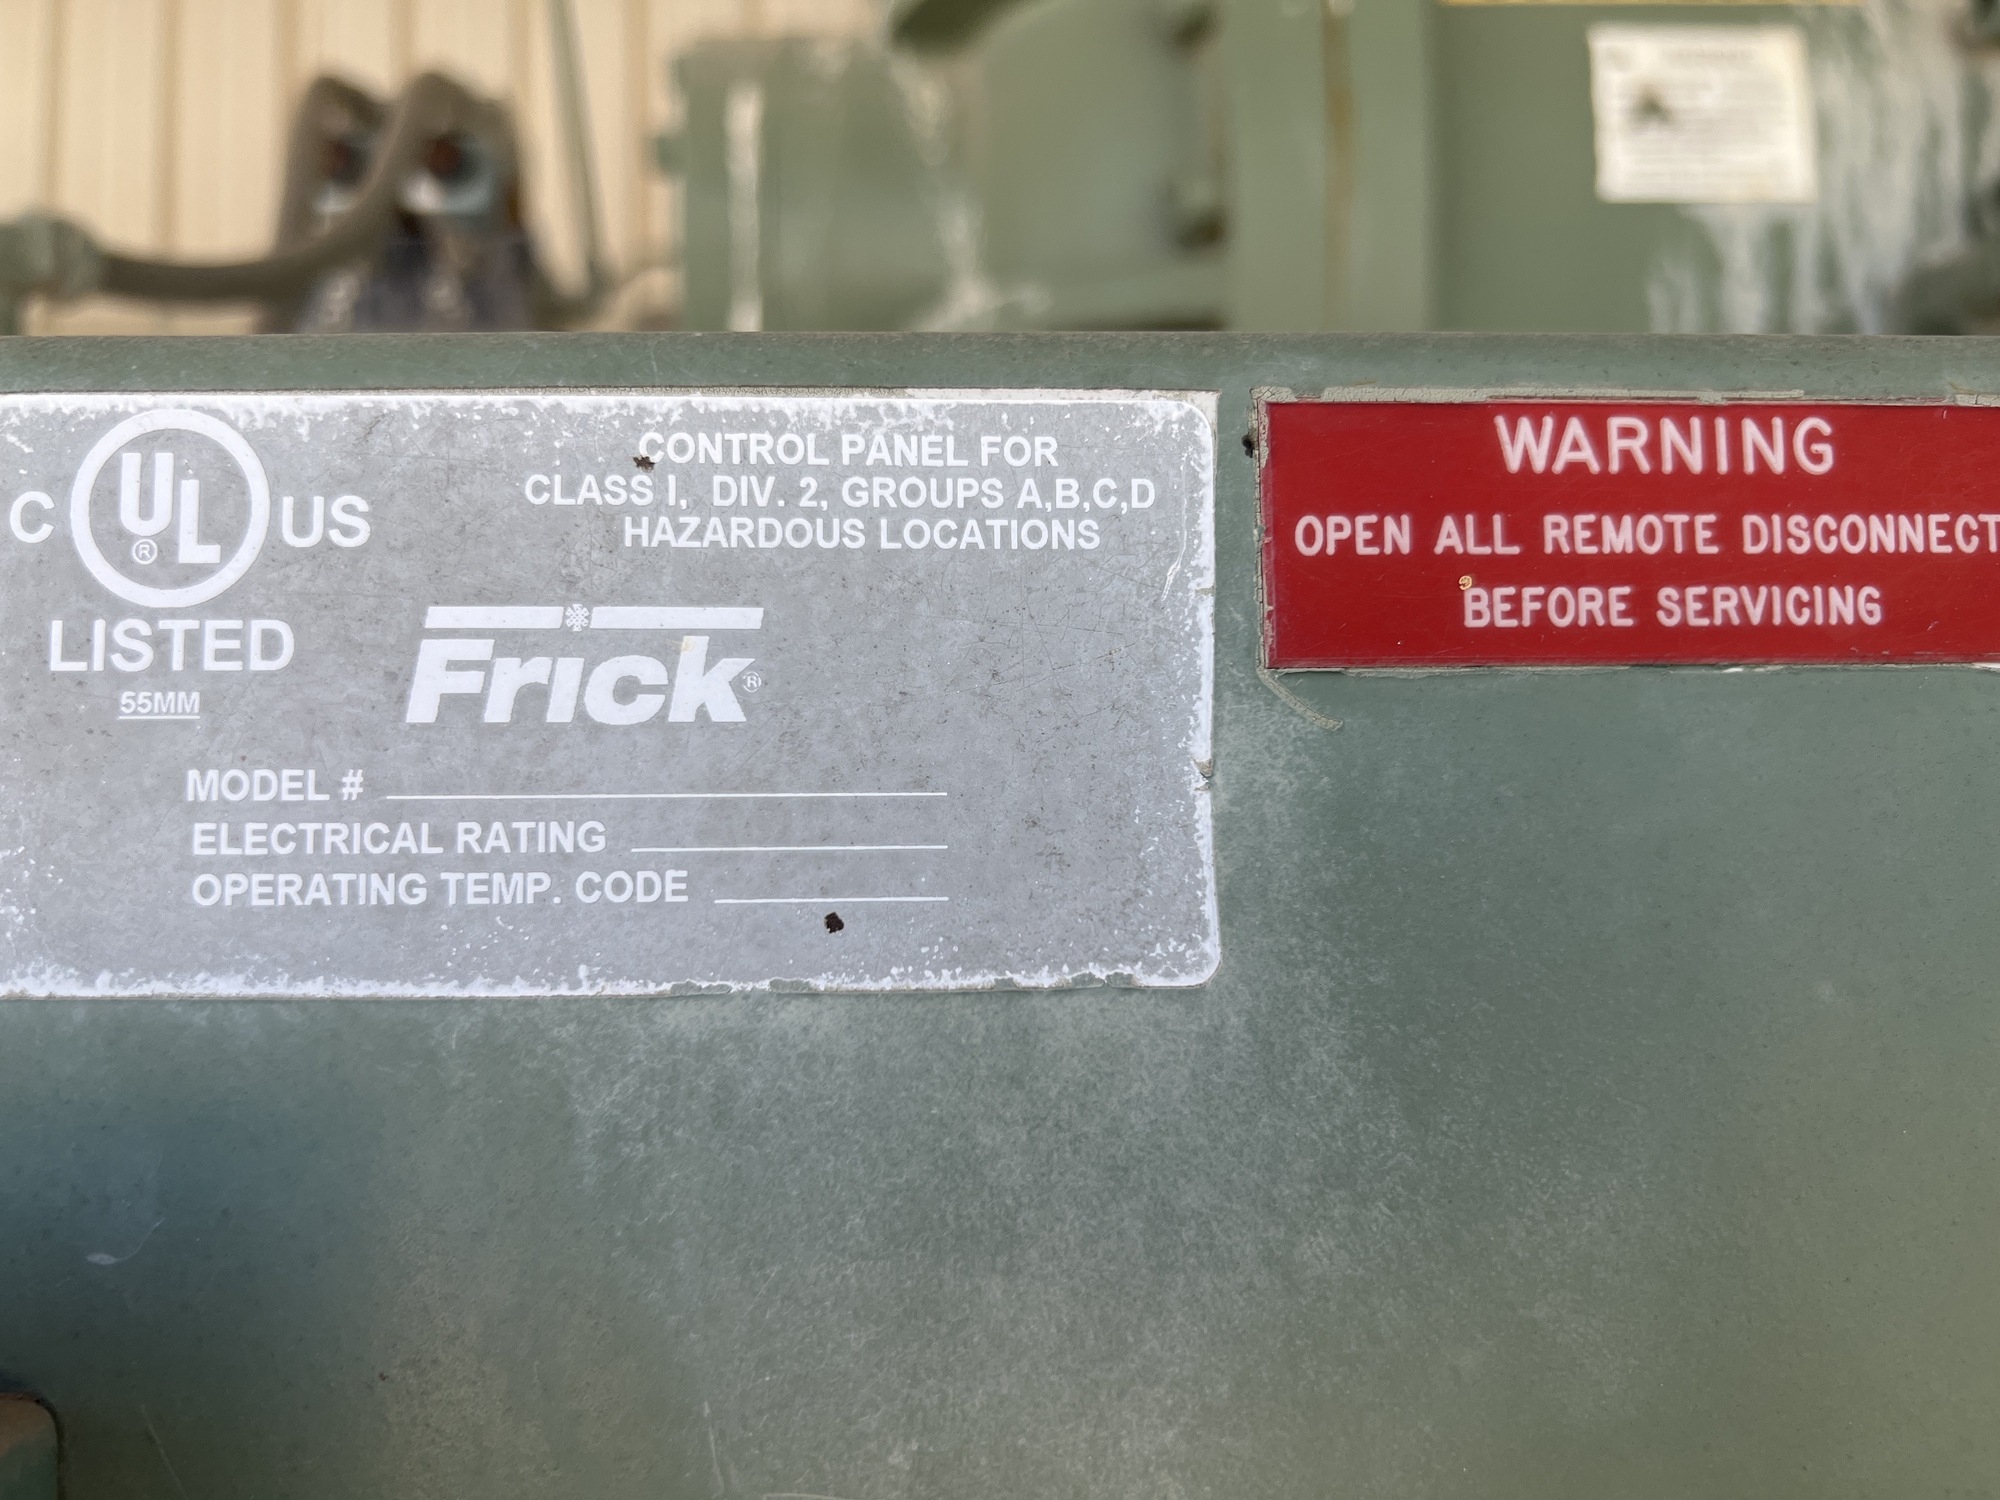 C UL® US
LISTED
55MM
CONTROL PANEL FOR
CLASS I, DIV. 2, GROUPS A,B,C,D
HAZARDOUS LOCATIONS
Frick®
MODEL #
ELECTRICAL RATING
OPERATING TEMP. CODE
WARNING
OPEN ALL REMOTE DISCONNECT
BEFORE SERVICING